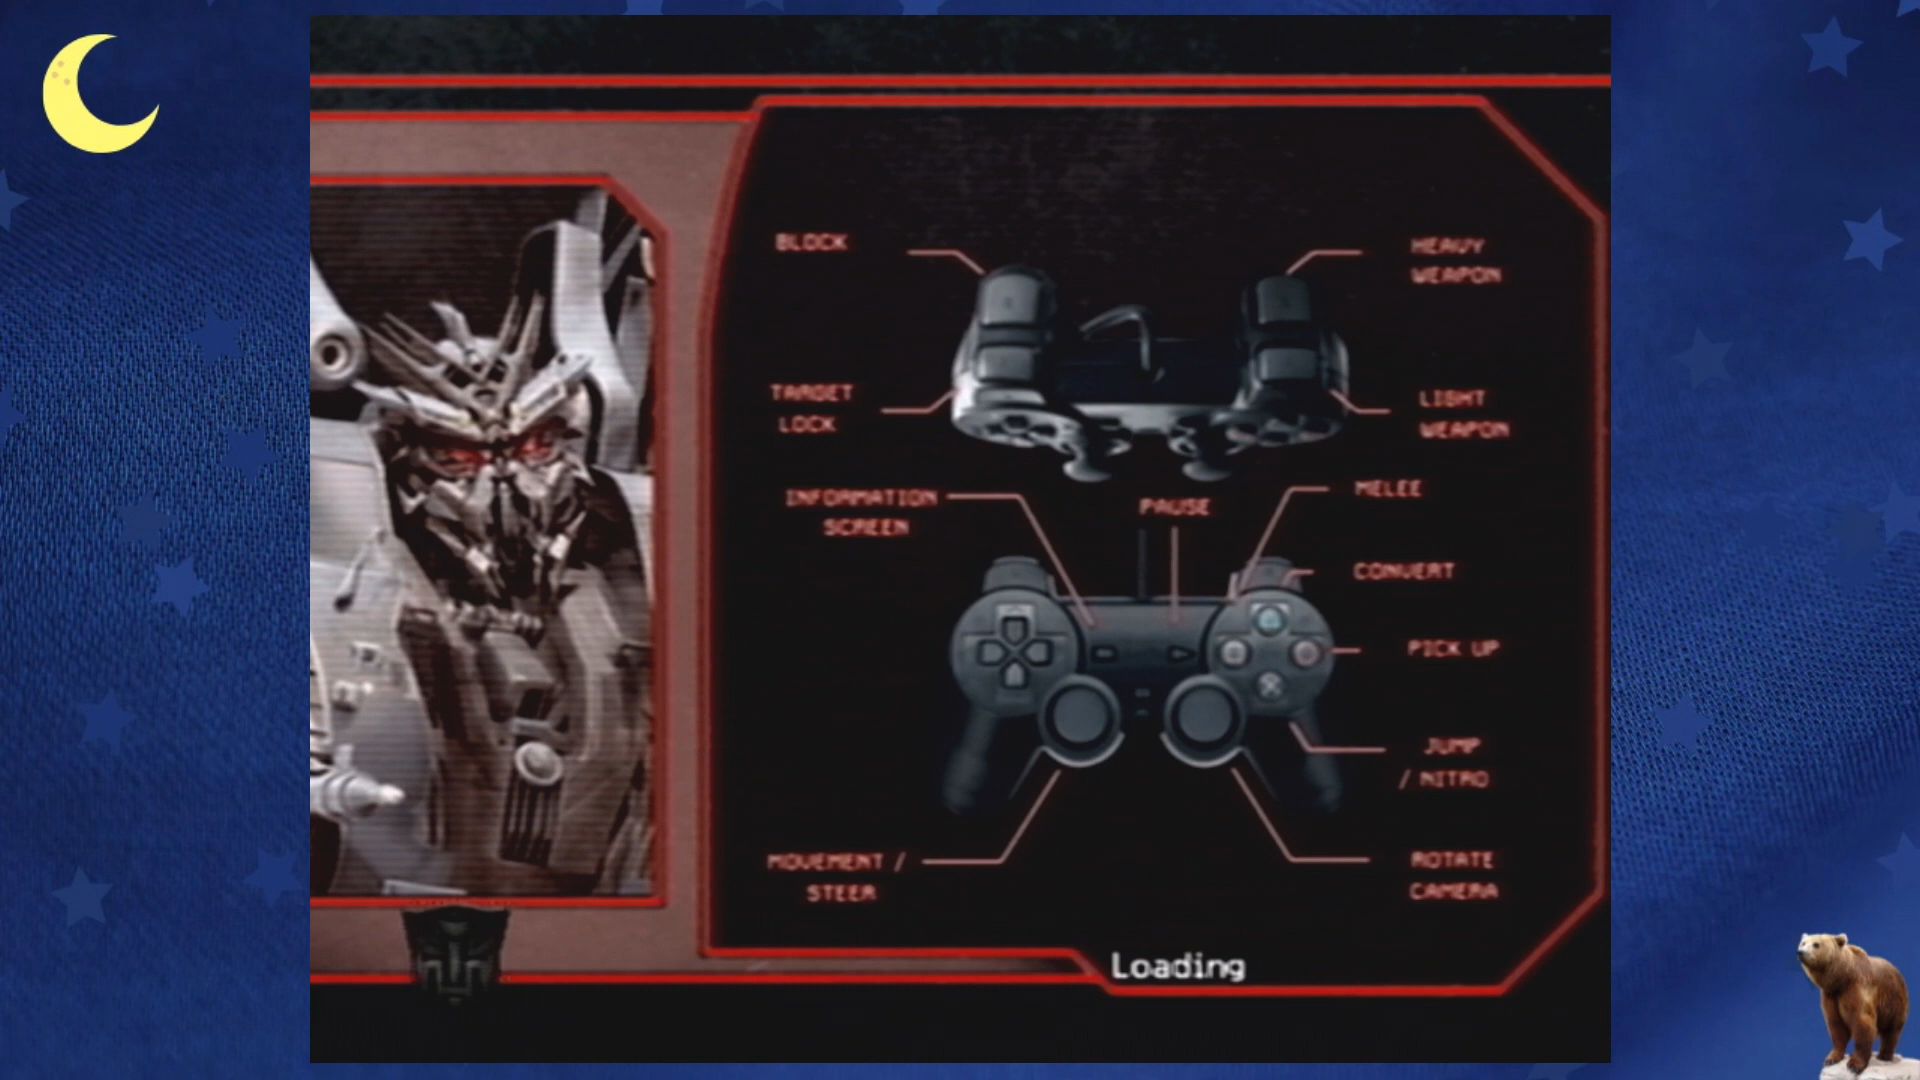 BLOCK
HEAVY
WEAPON
TARGET
LOCK
LIGHT
WEAPON
INFORMATION
SCREEN
PAUSE
MELEE
CONVERT
PICK UP
JUMP
/ NITRO
MOVEMENT /
STEER
ROTATE
CAMERA
Loading